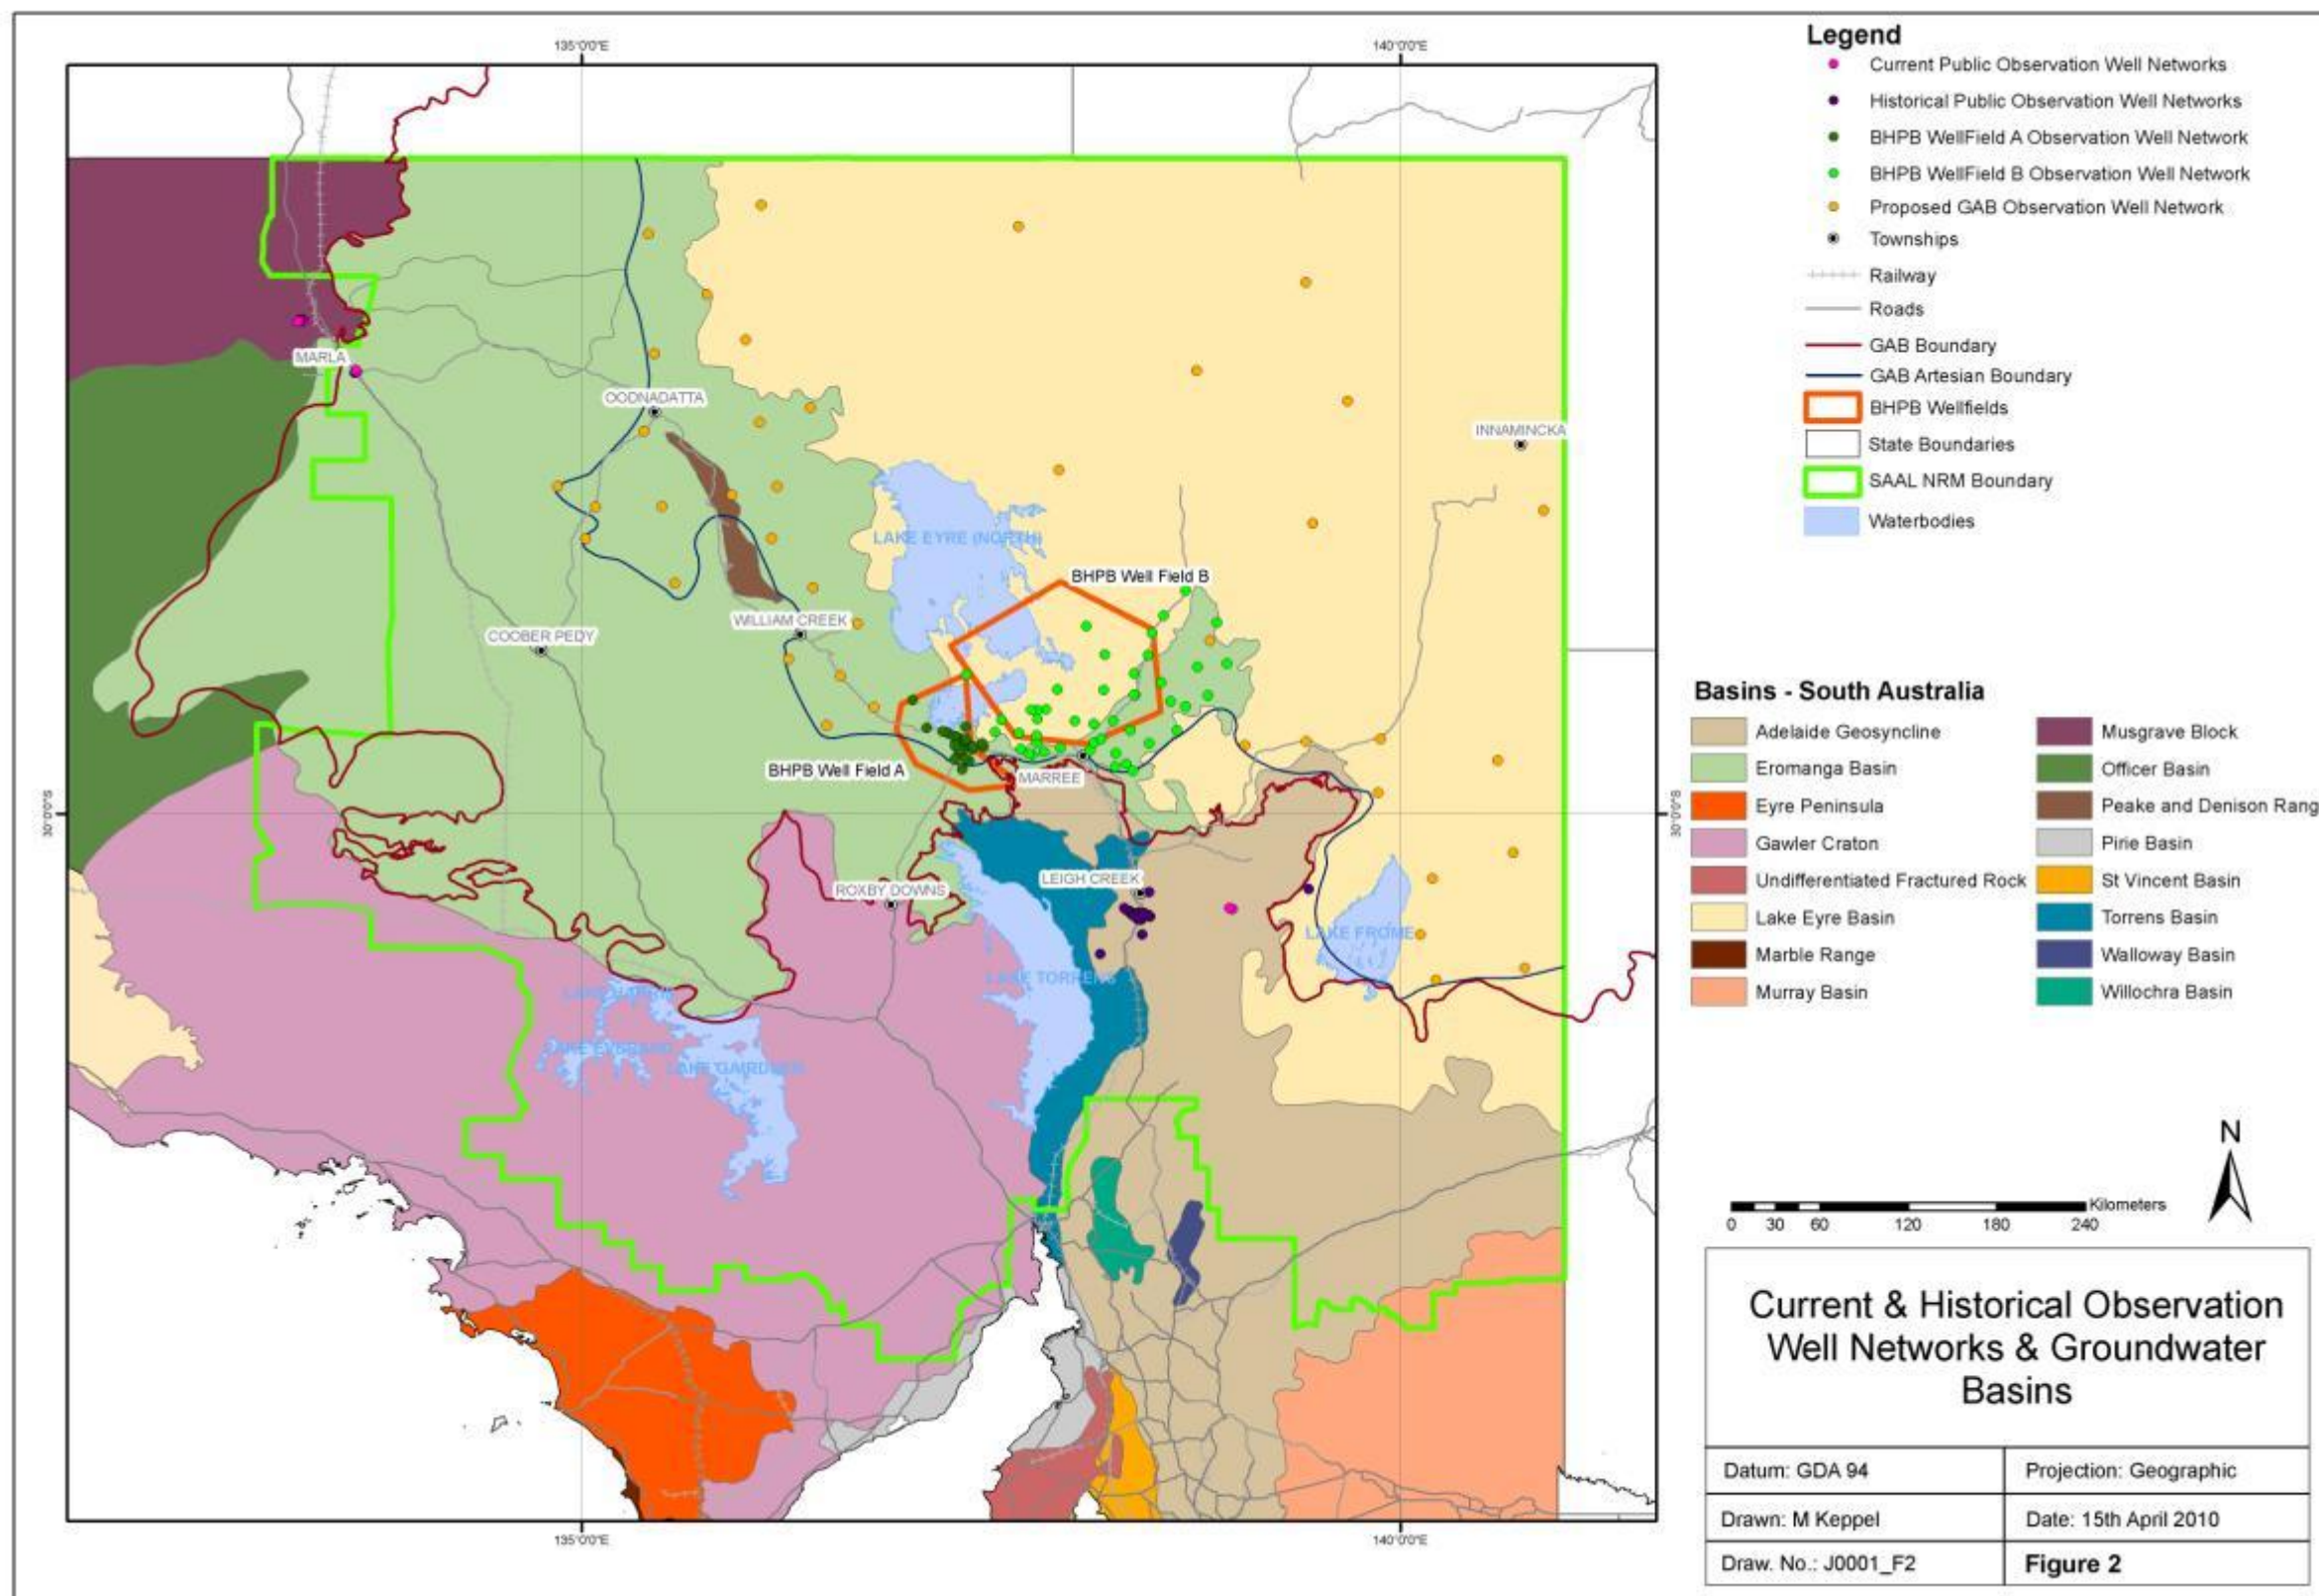 135°0'0"E
140°0'0"E
MARLA
OODNADATTA
INNAMINCKA
LAKE EYRE (NORTH)
BHPB Well Field B
WILLIAM CREEK
COOBER PEDY
BHPB Well Field A
MARREE
30°0'0"S
30°0'0"S
LEIGH CREEK
ROXBY DOWNS
LAKE FROME
LAKE TORRENS
LAKE GAIRDNER
135°0'0"E
140°0'0"E
Legend
Current Public Observation Well Networks
Historical Public Observation Well Networks
BHPB WellField A Observation Well Network
BHPB WellField B Observation Well Network
Proposed GAB Observation Well Network
Townships
Railway
Roads
GAB Boundary
GAB Artesian Boundary
BHPB Wellfields
State Boundaries
SAAL NRM Boundary
Waterbodies
Basins - South Australia
Adelaide Geosyncline
Eromanga Basin
Eyre Peninsula
Gawler Craton
Undifferentiated Fractured Rock
Lake Eyre Basin
Marble Range
Murray Basin
Musgrave Block
Officer Basin
Peake and Denison Rang
Pirie Basin
St Vincent Basin
Torrens Basin
Walloway Basin
Willochra Basin
N
Kilometers
0 30 60 120 180 240
Current & Historical Observation
Well Networks & Groundwater
Basins
Datum: GDA 94
Projection: Geographic
Drawn: M Keppel
Date: 15th April 2010
Draw. No.: J0001_F2
Figure 2